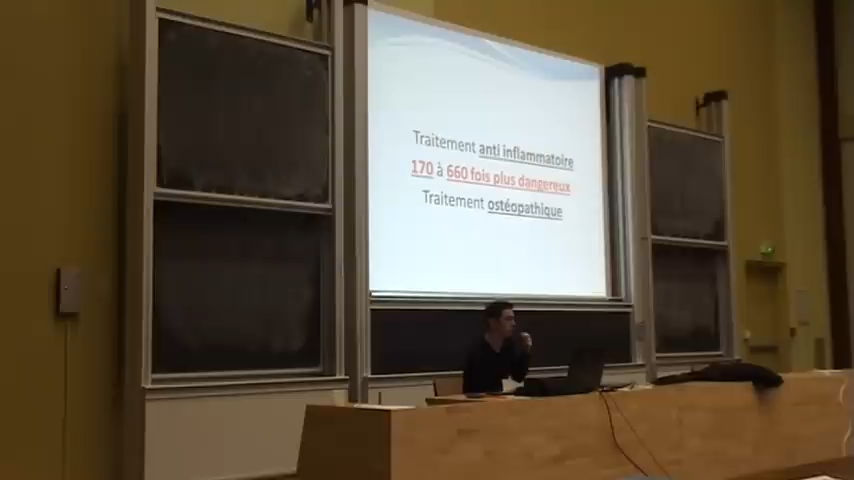 Traitement anti inflammatoire
170 à 660 fois plus dangereux
Traitement ostéopathique